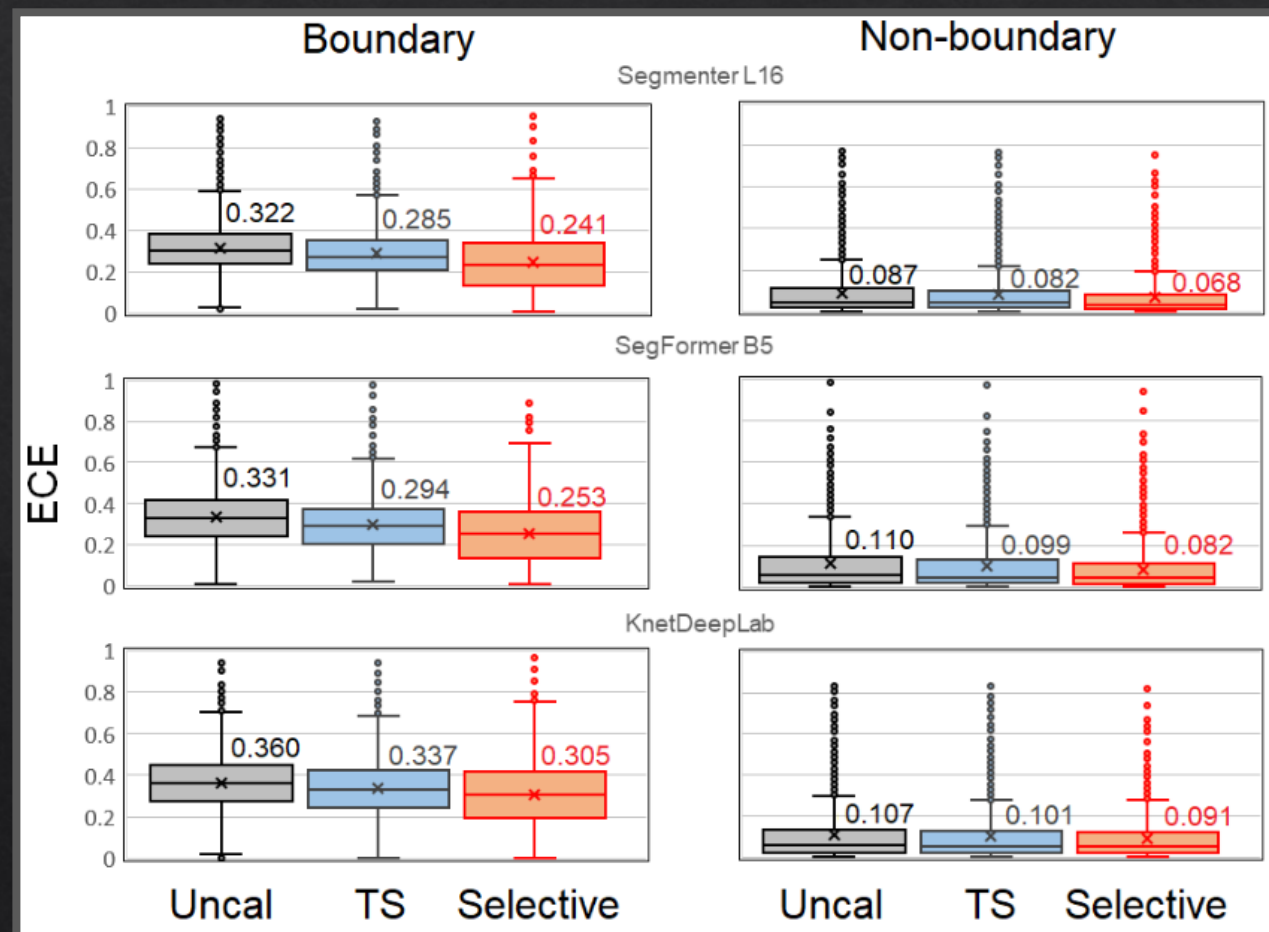 Boundary Non-boundary
Segmenter L16
1
0.8
0.6
0.4
0.2
0
0.322 0.285 0.241
0.087 0.082 0.068
SegFormer B5
1
0.8
0.6
0.4
0.2
0
0.331 0.294 0.253
0.110 0.099 0.082
ECE
KnetDeepLab
1
0.8
0.6
0.4
0.2
0
0.360 0.337 0.305
0.107 0.101 0.091
Uncal TS Selective Uncal TS Selective